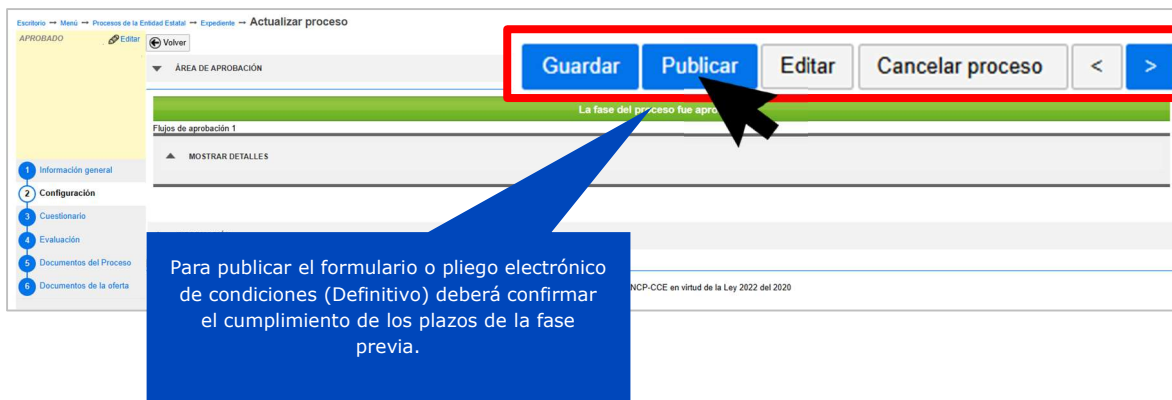 Escritorio → Menú → Procesos de la Entidad Estatal → Expediente → Actualizar proceso
APROBADO Editar
Volver
ÁREA DE APROBACIÓN
Guardar Publicar Editar Cancelar proceso < >
La fase del proceso fue
Flujos de aprobación 1
MOSTRAR DETALLES
1 Información general
2 Configuración
3 Cuestionario
4 Evaluación
5 Documentos del Proceso
6 Documentos de la oferta
Para publicar el formulario o pliego electrónico
de condiciones (Definitivo) deberá confirmar
el cumplimiento de los plazos de la fase
previa.
NCP-CCE en virtud de la Ley 2022 del 2020